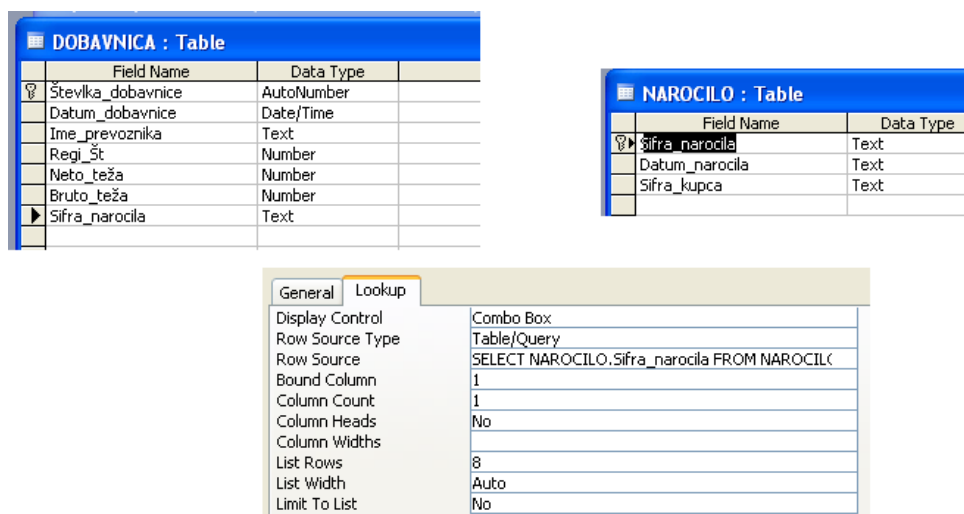 DOBAVNICA : Table
Field Name Data Type
Števlka_dobavnice AutoNumber
Datum_dobavnice Date/Time
Ime_prevoznika Text
Regi_Št Number
Neto_teža Number
Bruto_teža Number
Sifra_narocila Text
NAROCILO : Table
Field Name Data Type
Sifra_narocila Text
Datum_narocila Text
Sifra_kupca Text
General Lookup
Display Control Combo Box
Row Source Type Table/Query
Row Source SELECT NAROCILO.Sifra_narocila FROM NAROCILO
Bound Column 1
Column Count 1
Column Heads No
Column Widths
List Rows 8
List Width Auto
Limit To List No